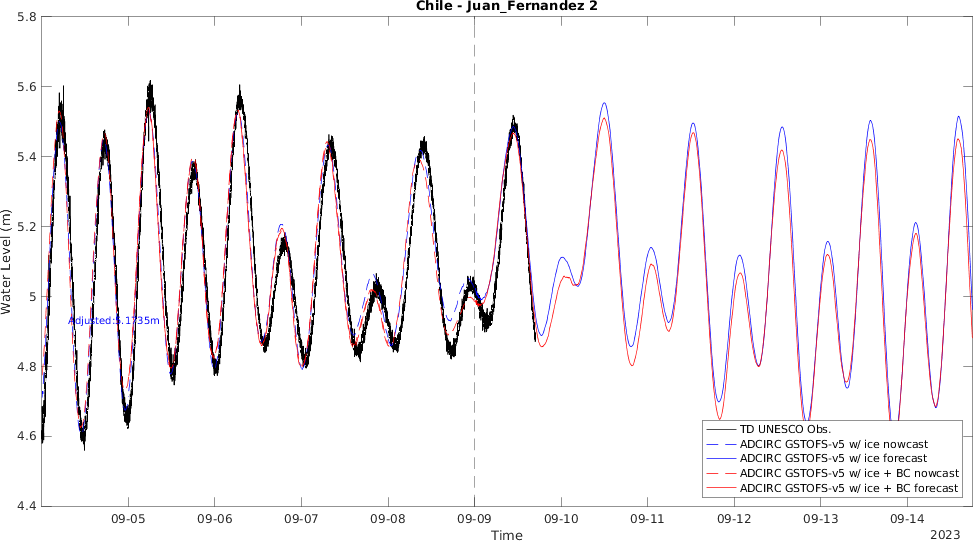 Chile - Juan_Fernandez 2
5.8
5.6
5.4
5.2
5
4.8
4.6
4.4
Water Level (m)
Adjusted:5.1735m
TD UNESCO Obs.
ADCIRC GSTOFS-v5 w/ ice nowcast
ADCIRC GSTOFS-v5 w/ ice forecast
ADCIRC GSTOFS-v5 w/ ice + BC nowcast
ADCIRC GSTOFS-v5 w/ ice + BC forecast
09-05 09-06 09-07 09-08 09-09 09-10 09-11 09-12 09-13 09-14
Time
2023